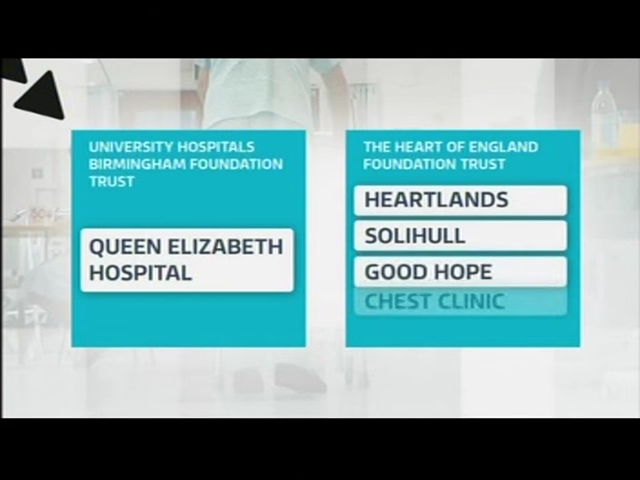 UNIVERSITY HOSPITALS
BIRMINGHAM FOUNDATION
TRUST
QUEEN ELIZABETH
HOSPITAL
THE HEART OF ENGLAND
FOUNDATION TRUST
HEARTLANDS
SOLIHULL
GOOD HOPE
CHEST CLINIC